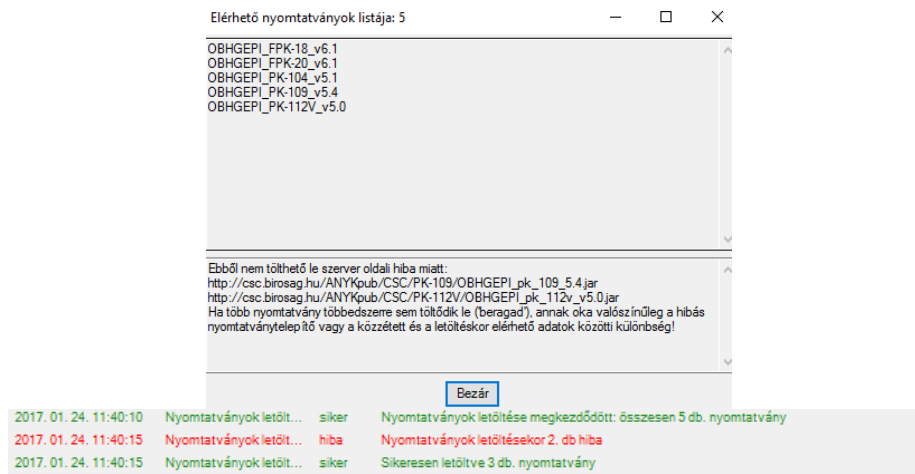 Elérhető nyomtatványok listája: 5
OBHGEPI_FPK-18_v6.1
OBHGEPI_FPK-20_v6.1
OBHGEPI_PK-104_v5.1
OBHGEPI_PK-109_v5.4
OBHGEPI_PK-112V_v5.0
Ebből nem tölthető le szerver oldali hiba miatt:
http://csc.birosag.hu/ANYKpub/CSC/PK-109/OBHGEPI_pk_109_5.4.jar
http://csc.birosag.hu/ANYKpub/CSC/PK-112V/OBHGEPI_pk_112v_v5.0.jar
Ha több nyomtatvány többedszerre sem töltődik le ('beragad'), annak oka valószínűleg a hibás
nyomtatványtelepítő vagy a közzétett és a letöltéskor elérhető adatok közötti különbség!
Bezár
2017. 01. 24. 11:40:10 Nyomtatványok letölt... siker Nyomtatványok letöltése megkezdődött: összesen 5 db. nyomtatvány
2017. 01. 24. 11:40:15 Nyomtatványok letölt... hiba Nyomtatványok letöltésekor 2. db hiba
2017. 01. 24. 11:40:15 Nyomtatványok letölt... siker Sikeresen letöltve 3 db. nyomtatvány